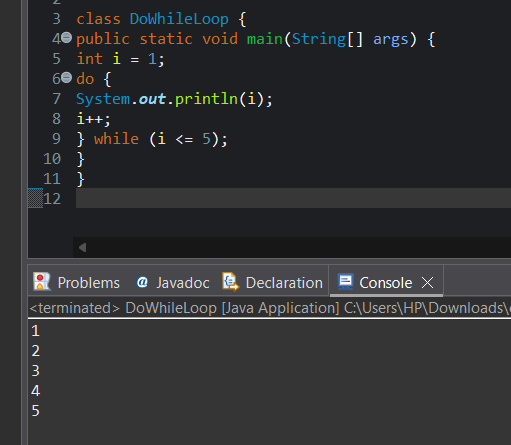 3 class DoWhileLoop {
4 public static void main(String[] args) {
5 int i = 1;
6 do {
7 System.out.println(i);
8 i++;
9 } while (i <= 5);
10 }
11 }
12
Problems @ Javadoc Declaration Console
<terminated> DoWhileLoop [Java Application] C:\Users\HP\Downloads\
1
2
3
4
5